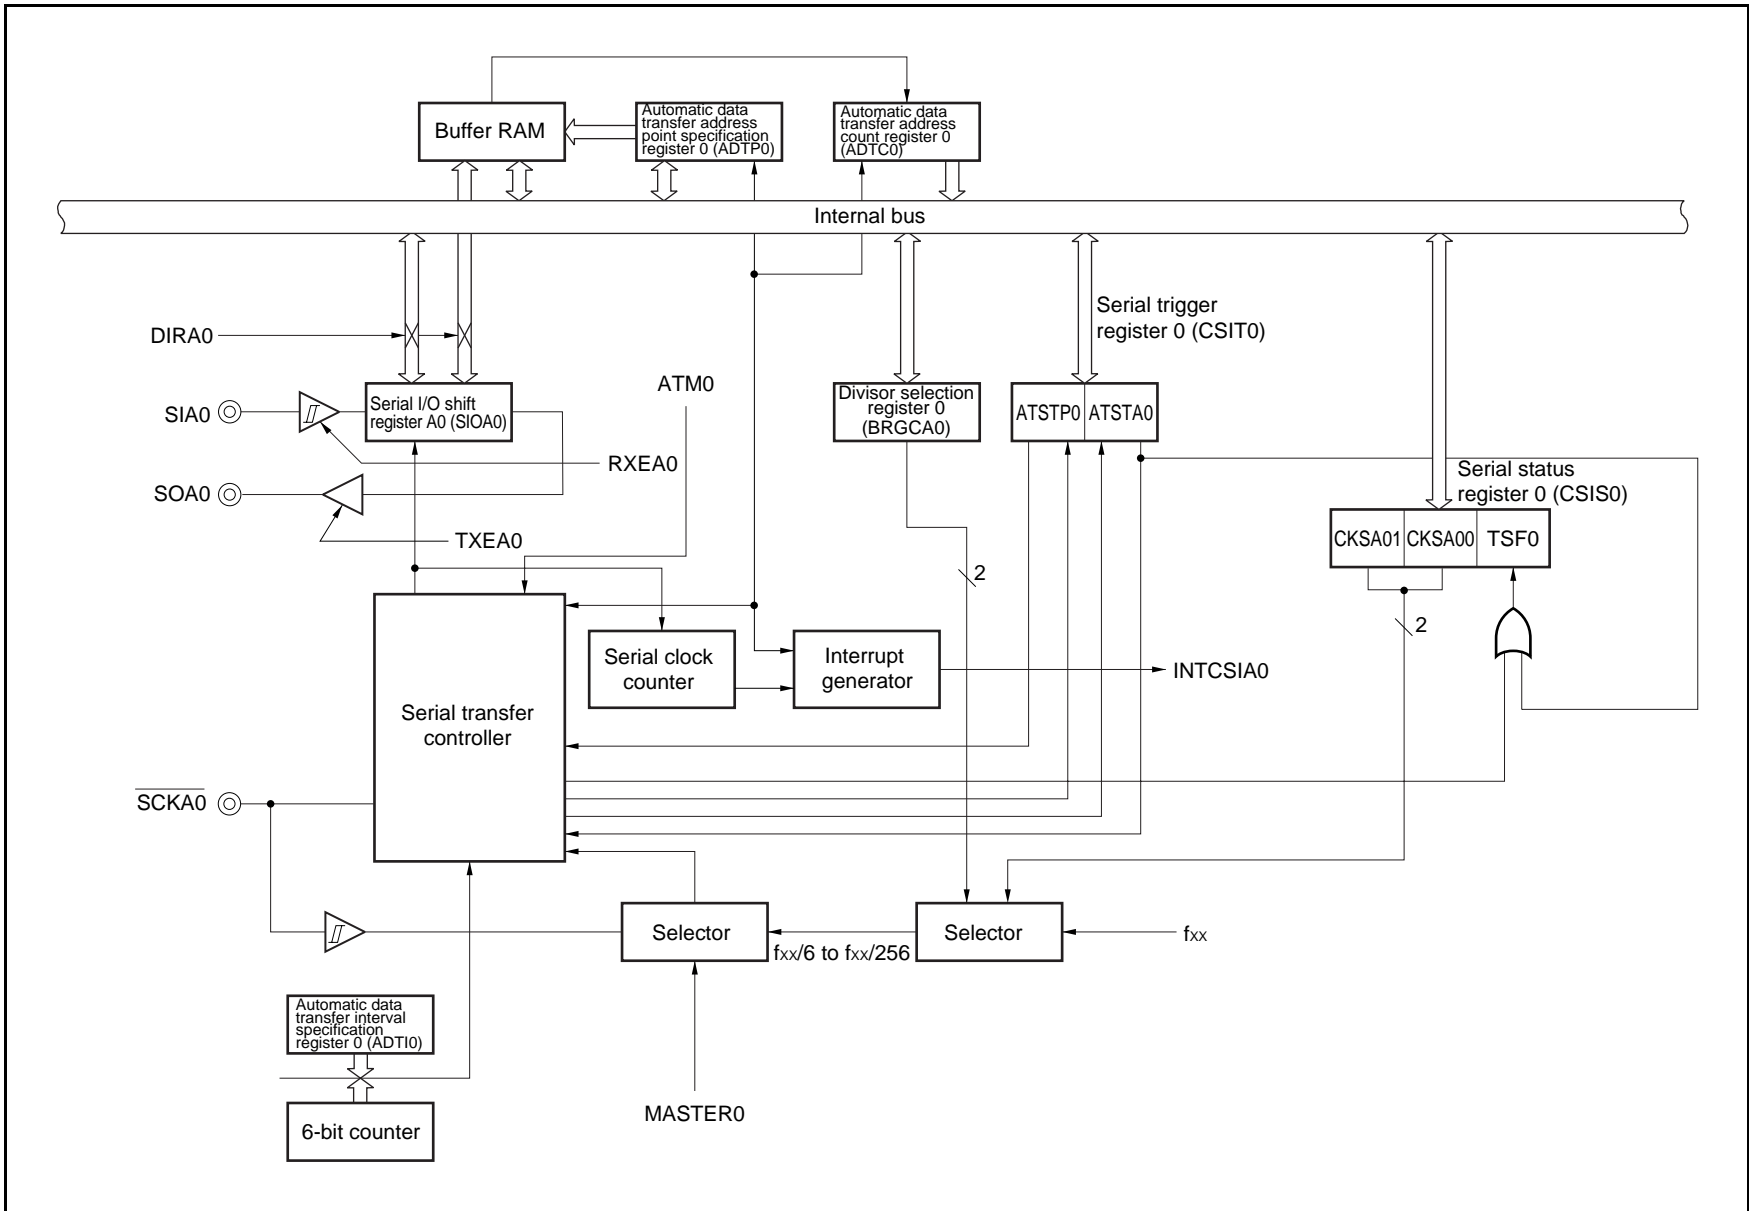 Buffer RAM
Automatic data
transfer address
point specification
register 0 (ADTP0)
Automatic data
transfer address
count register 0
(ADTC0)
Internal bus
DIRA0
Serial trigger
register 0 (CSIT0)
ATM0
SIA0
Serial I/O shift
register A0 (SIOA0)
Divisor selection
register 0
(BRGCA0)
ATSTP0
ATSTA0
RXEA0
SOA0
Serial status
register 0 (CSIS0)
TXEA0
CKSA01
CKSA00
TSF0
2
2
Serial clock
counter
Interrupt
generator
INTCSIA0
Serial transfer
controller
SCKA0
Selector
fxx/6 to fxx/256
Selector
fxx
Automatic data
transfer interval
specification
register 0 (ADTI0)
MASTER0
6-bit counter